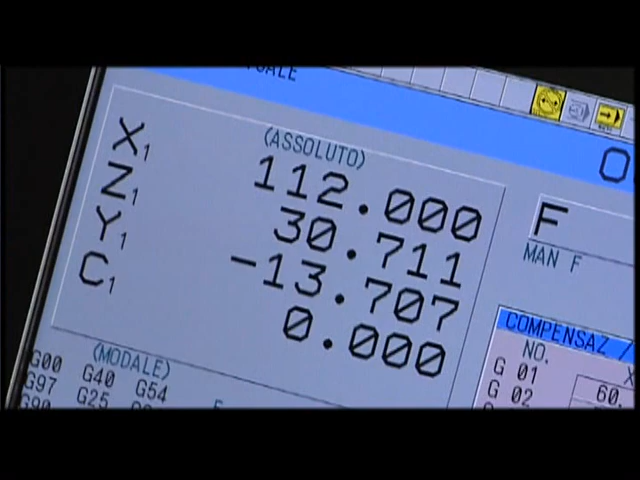 (ASSOLUTO)
X1 112.000
Z1 30.711
Y1 -13.707
C1 0.000
F
MAN F
COMPENSAZ /
NO. X
G 01 60.
G 02
(MODALE)
G00 G40 G54
G97 G25